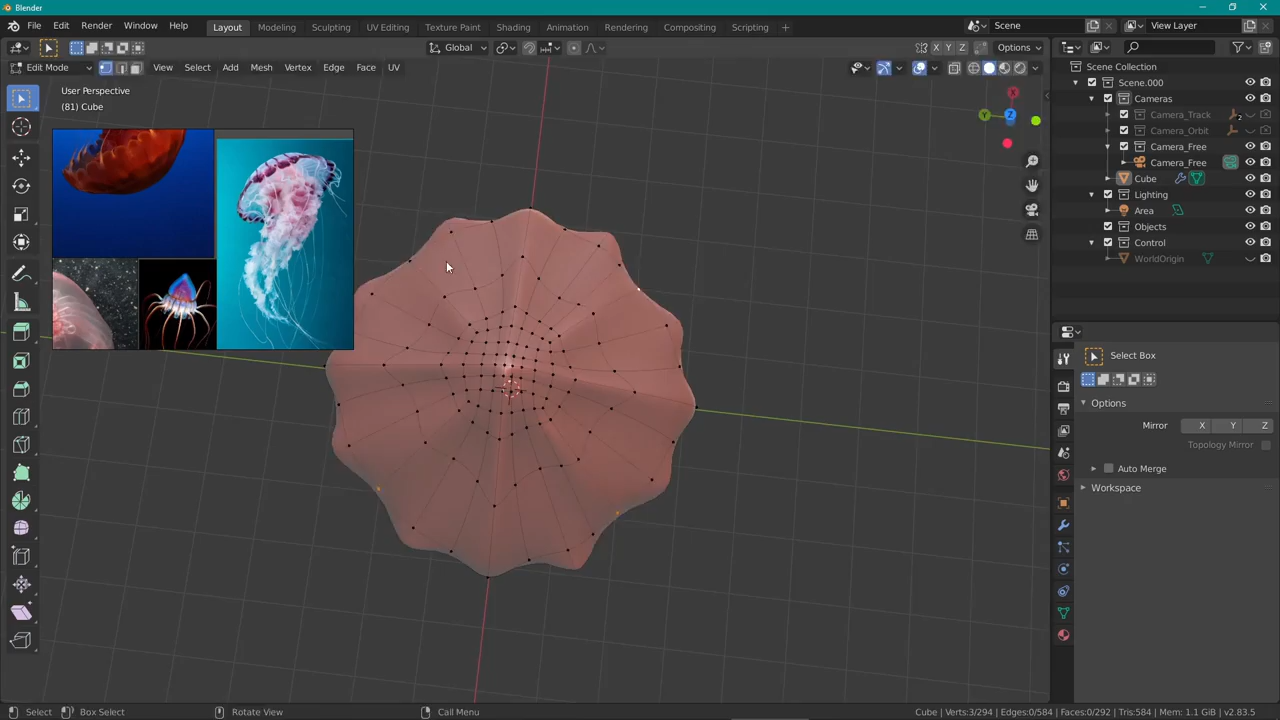 Blender
File Edit Render Window Help
Layout Modeling Sculpting UV Editing Texture Paint Shading Animation Rendering Compositing Scripting +
Scene
View Layer
Global
X Y Z
Options
Edit Mode
View Select Add Mesh Vertex Edge Face UV
User Perspective
(81) Cube
X
Y
Z
Scene Collection
Scene.000
Cameras
Camera_Track
2
Camera_Orbit
Camera_Free
Camera_Free
Cube
Lighting
Area
Objects
Control
WorldOrigin
Select Box
Options
Mirror X Y Z
Topology Mirror
Auto Merge
Workspace
Select
Box Select
Rotate View
Call Menu
Cube | Verts:3/294 | Edges:0/584 | Faces:0/292 | Tris:584 | Mem: 1.1 GiB | v2.83.5